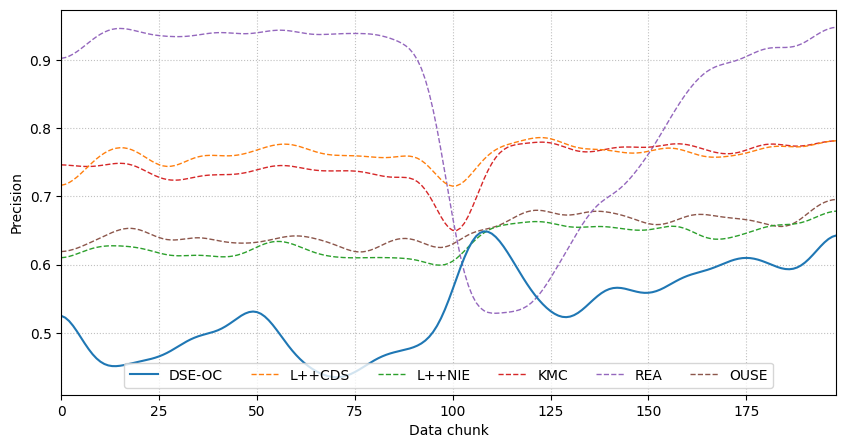 0.9
0.8
0.7
0.6
0.5
Precision
DSE-OC L++CDS L++NIE KMC REA OUSE
0 25 50 75 100 125 150 175
Data chunk